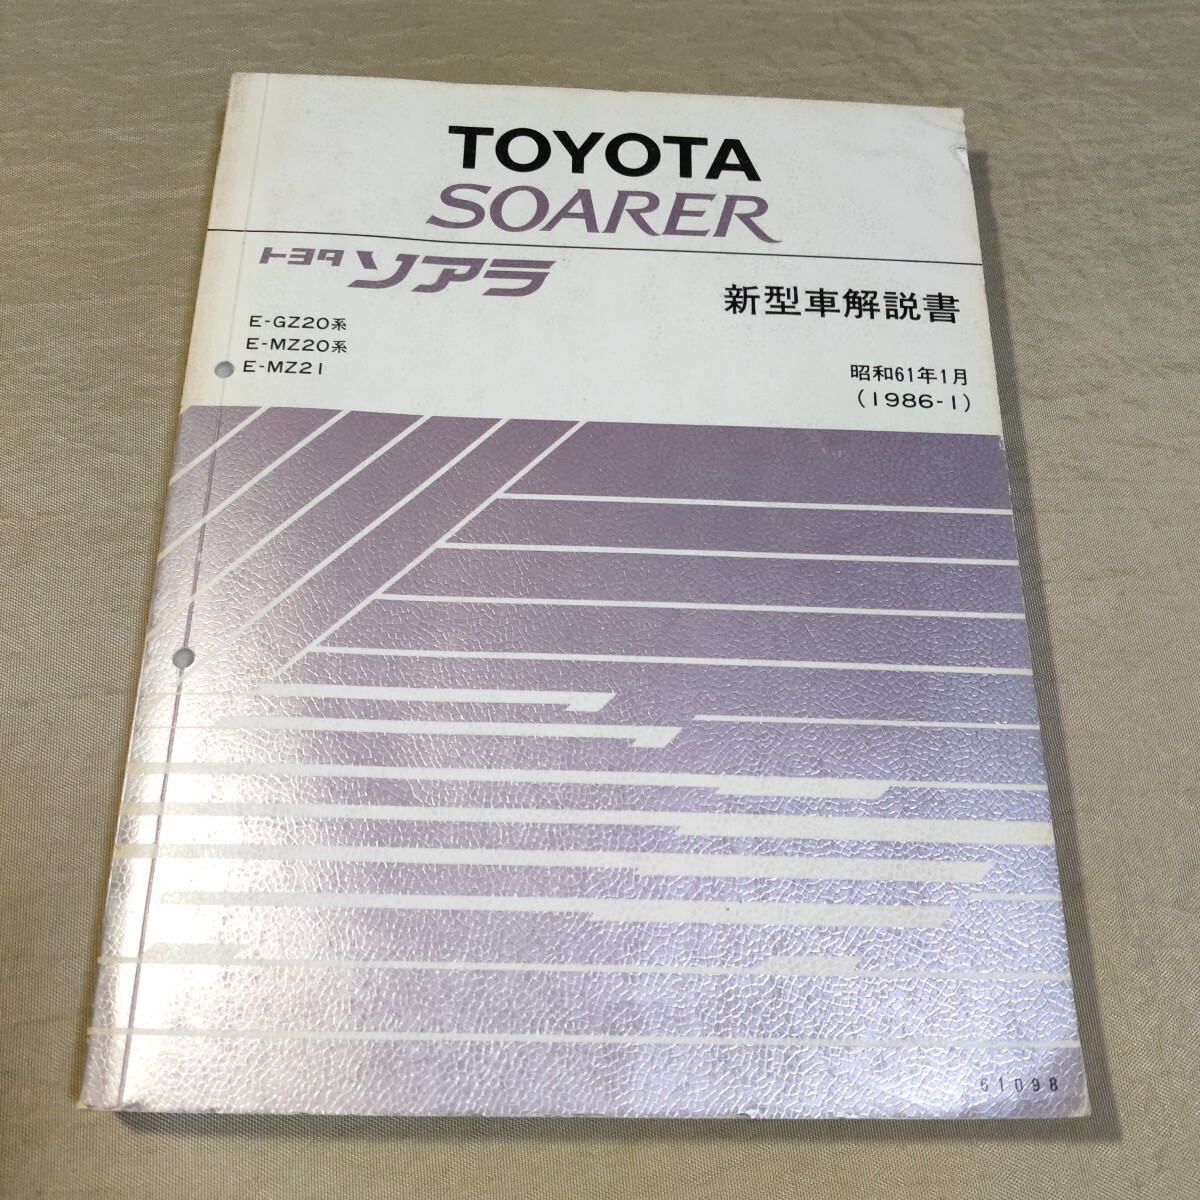 TOYOTA
SOARER
トヨタ ソアラ
新型車解説書
E-GZ20系
E-MZ20系
E-MZ21
昭和61年1月
(1986-1)
61098